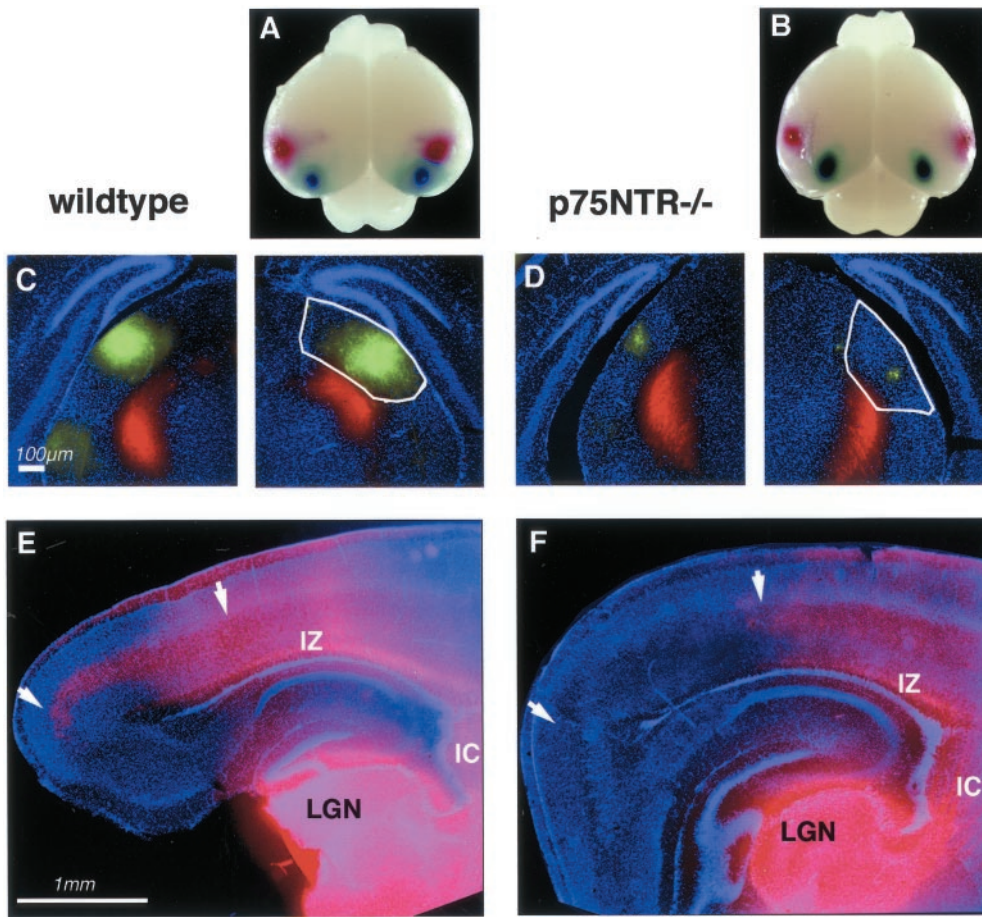 A
B
wildtype
p75NTR-/-
C
D
100μm
E
F
IZ
IZ
IC
IC
LGN
LGN
1mm